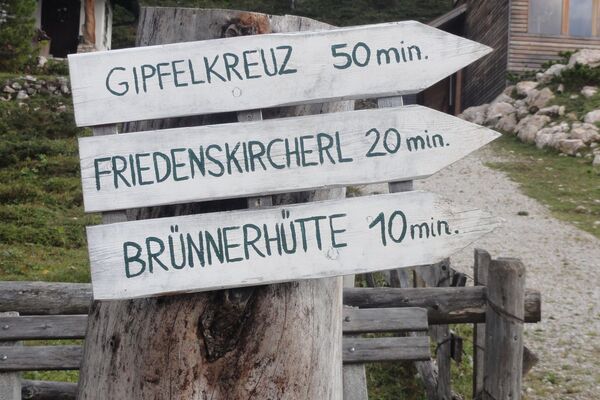 GIPFELKREUZ 50 min.
FRIEDENSKIRCHERL 20 min.
BRÜNNERHÜTTE 10 min.